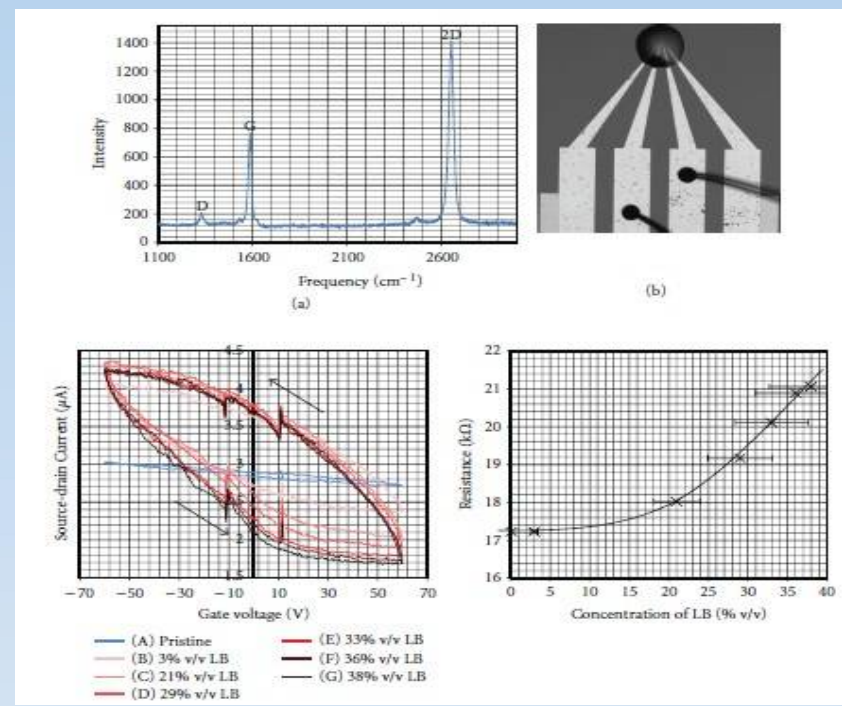 1400
1200
1000
800
600
400
200
0
Intensity
D
G
2D
1100 1600 2100 2600
Frequency (cm−1)
(a)
(b)
4.5
4
3.5
3
2.5
2
1.5
Source-drain Current (μA)
−70 −50 −30 −10 10 30 50 70
Gate voltage (V)
(A) Pristine
(B) 3% v/v LB
(C) 21% v/v LB
(D) 29% v/v LB
(E) 33% v/v LB
(F) 36% v/v LB
(G) 38% v/v LB
22
21
20
19
18
17
16
Resistance (kΩ)
0 5 10 15 20 25 30 35 40
Concentration of LB (% v/v)